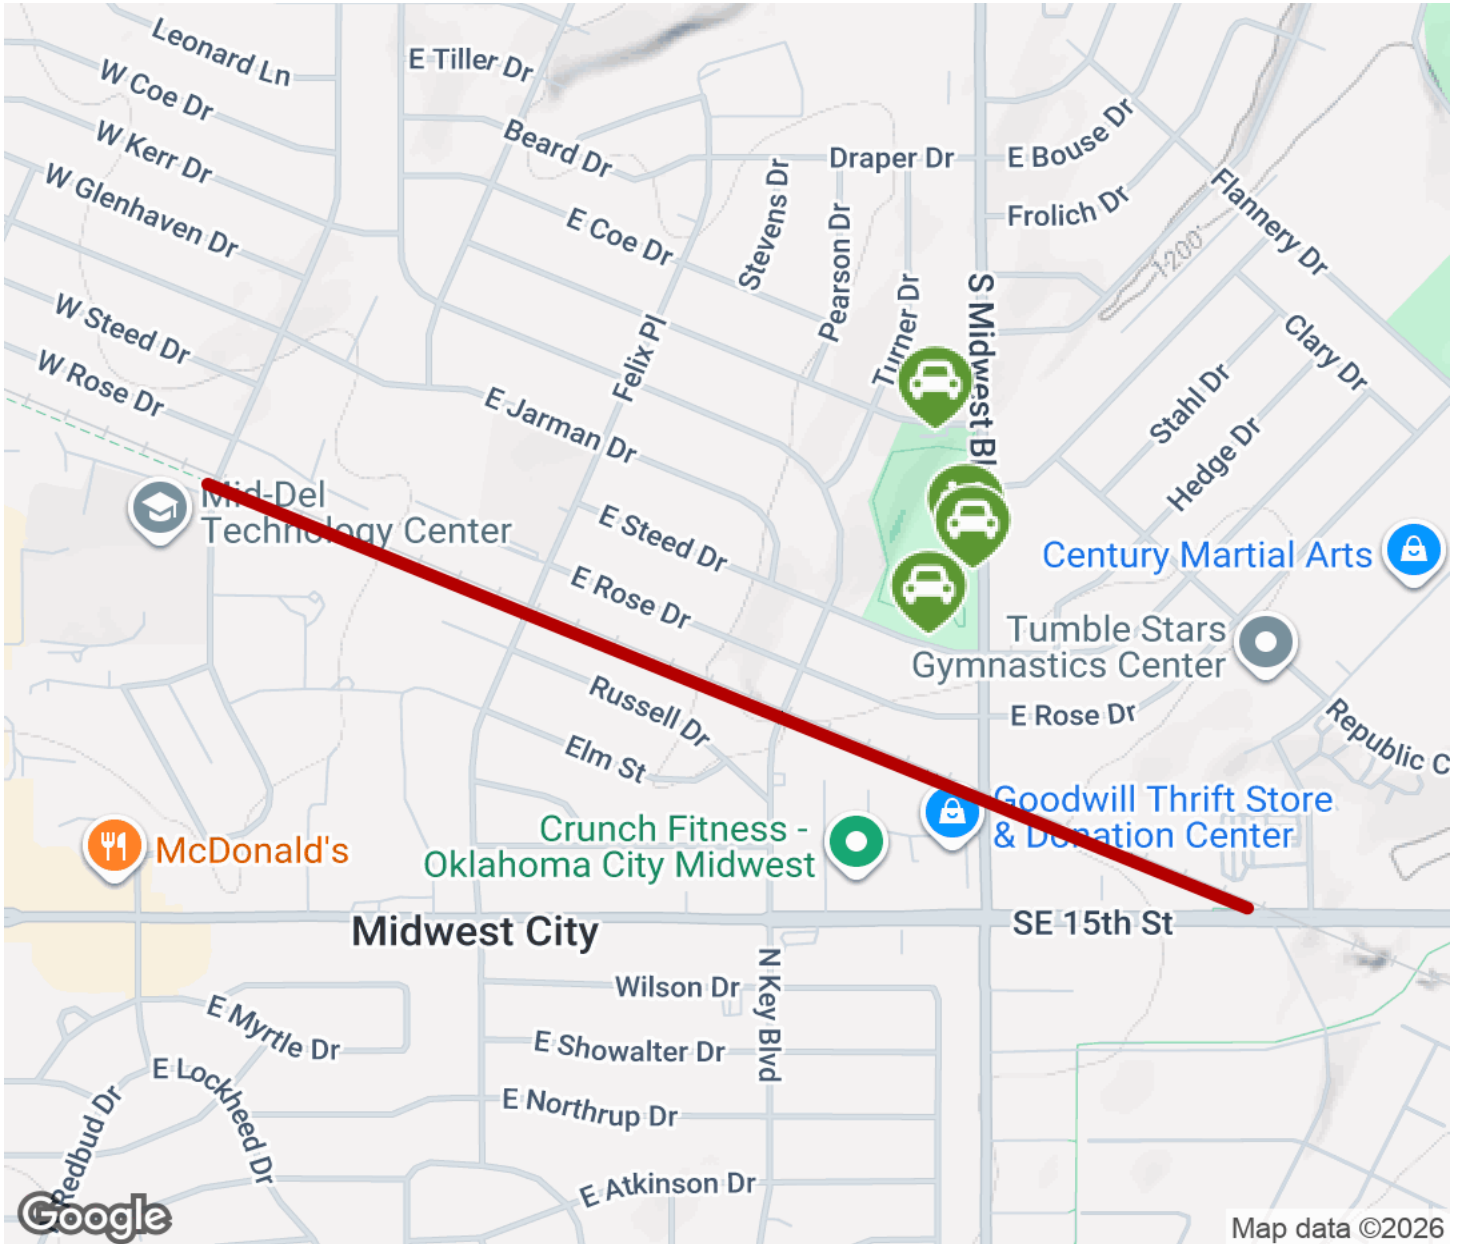 Leonard Ln
E Tiller Dr
W Coe Dr
W Kerr Dr
Beard Dr
Draper Dr
E Bouse Dr
W Glenhaven Dr
E Coe Dr
Stevens Dr
Pearson Dr
Frolich Dr
Flannery Dr
1200'
Turner Dr
S Midwest Bl
W Steed Dr
W Rose Dr
Felix Pl
Clary Dr
Stahl Dr
Hedge Dr
E Jarman Dr
Mid-Del
Technology Center
E Steed Dr
Century Martial Arts
E Rose Dr
Tumble Stars
Gymnastics Center
Russell Dr
E Rose Dr
Republic C
Elm St
Goodwill Thrift Store
& Donation Center
McDonald's
Crunch Fitness -
Oklahoma City Midwest
Midwest City
SE 15th St
N Key Blvd
Wilson Dr
E Myrtle Dr
E Showalter Dr
E Lockheed Dr
E Northrup Dr
Redbud Dr
E Atkinson Dr
Google
Map data ©2026